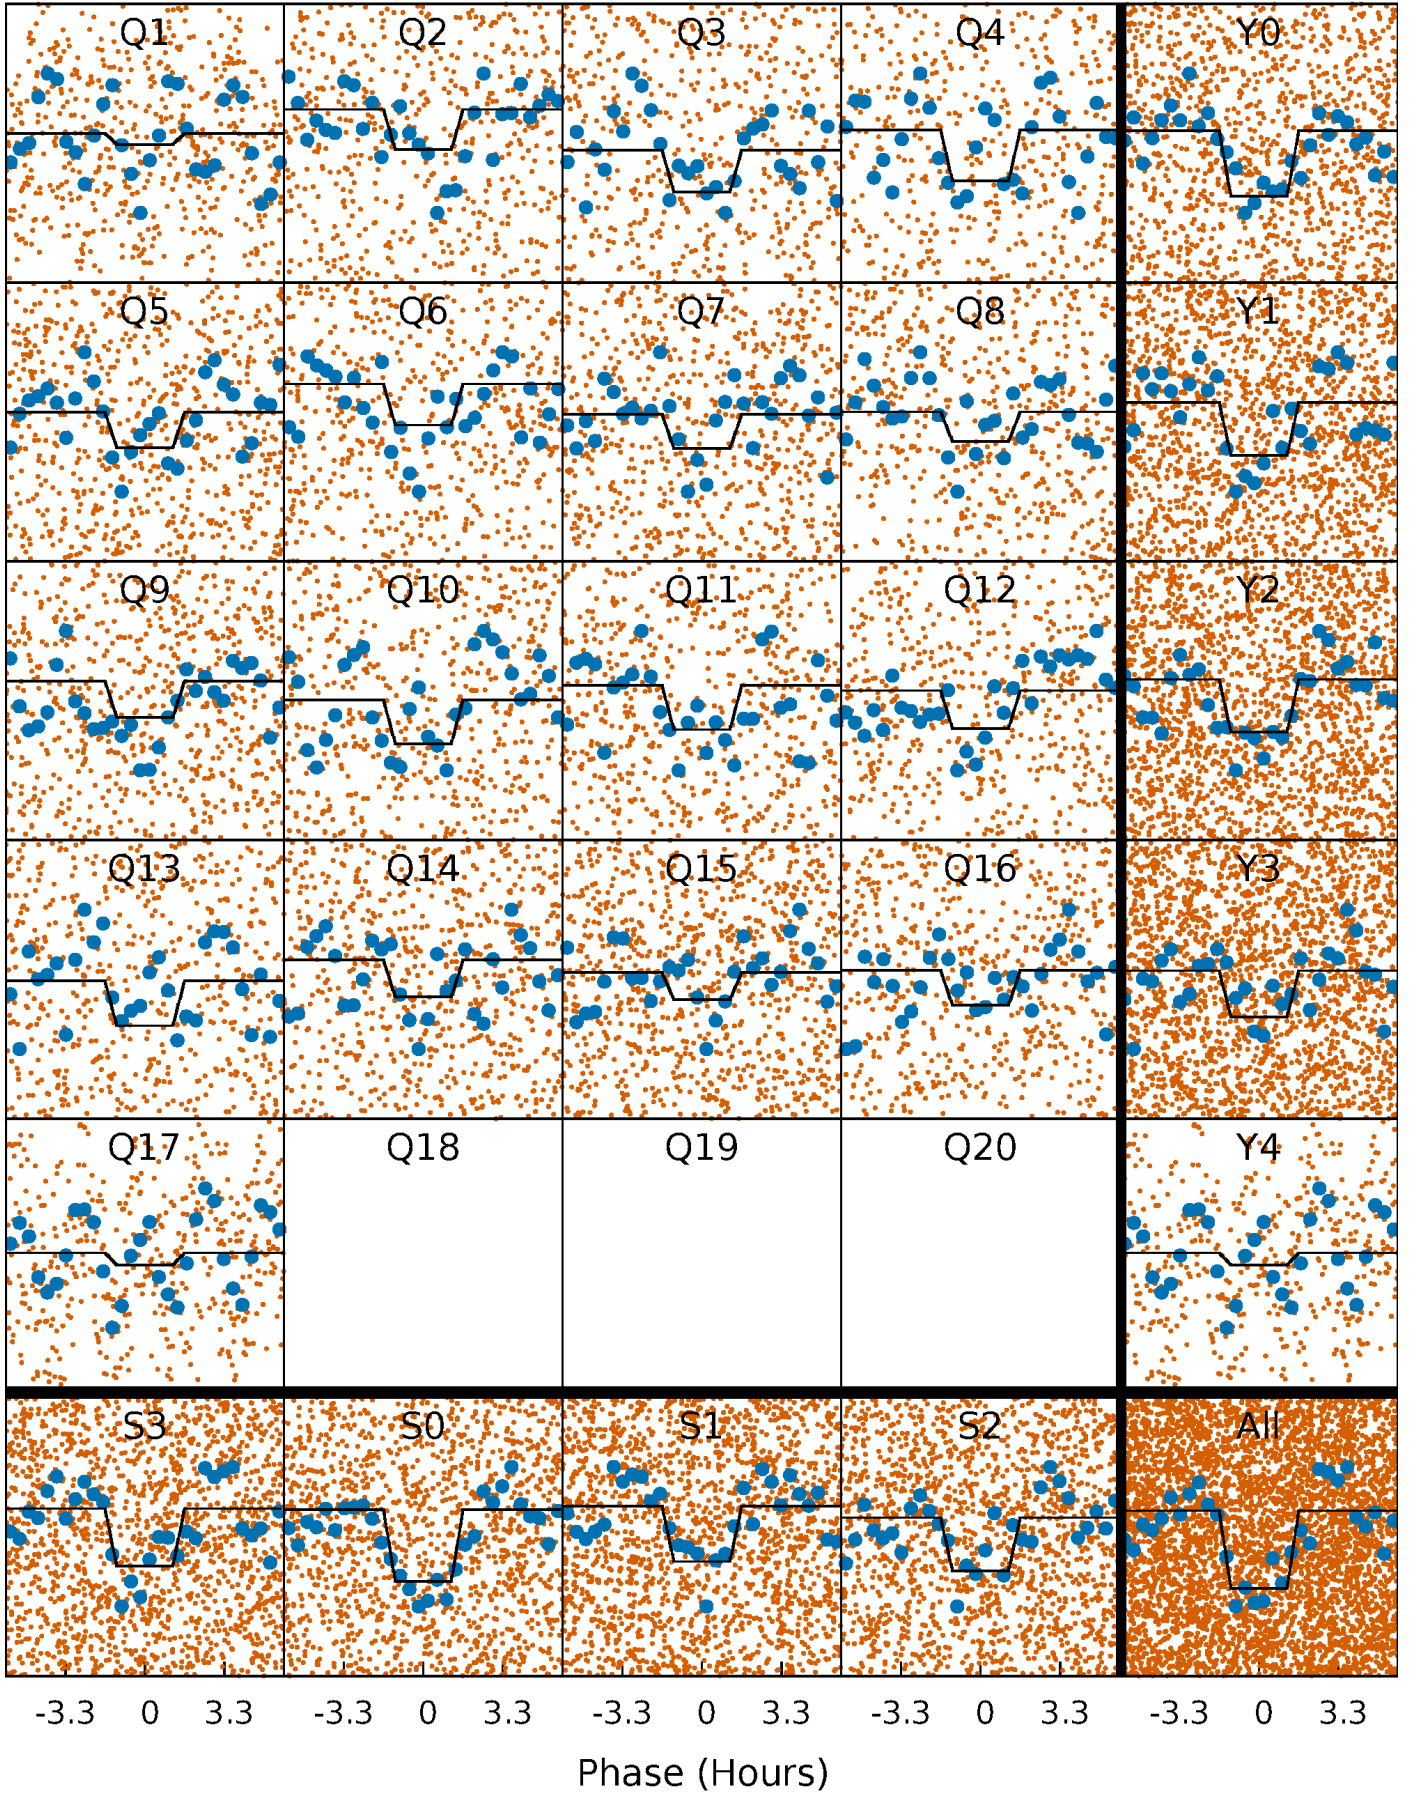 Q1 Q2 Q3 Q4 Y0
Q5 Q6 Q7 Q8 Y1
Q9 Q10 Q11 Q12 Y2
Q13 Q14 Q15 Q16 Y3
Q17 Q18 Q19 Q20 Y4
S3 S0 S1 S2 All
-3.3 0 3.3 -3.3 0 3.3 -3.3 0 3.3 -3.3 0 3.3 -3.3 0 3.3
Phase (Hours)